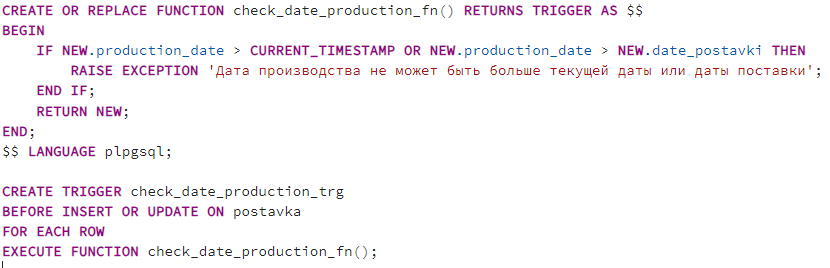 CREATE OR REPLACE FUNCTION check_date_production_fn() RETURNS TRIGGER AS $$
BEGIN
    IF NEW.production_date > CURRENT_TIMESTAMP OR NEW.production_date > NEW.date_postavki THEN
        RAISE EXCEPTION 'Дата производства не может быть больше текущей даты или даты поставки';
    END IF;
    RETURN NEW;
END;
$$ LANGUAGE plpgsql;

CREATE TRIGGER check_date_production_trg
BEFORE INSERT OR UPDATE ON postavka
FOR EACH ROW
EXECUTE FUNCTION check_date_production_fn();